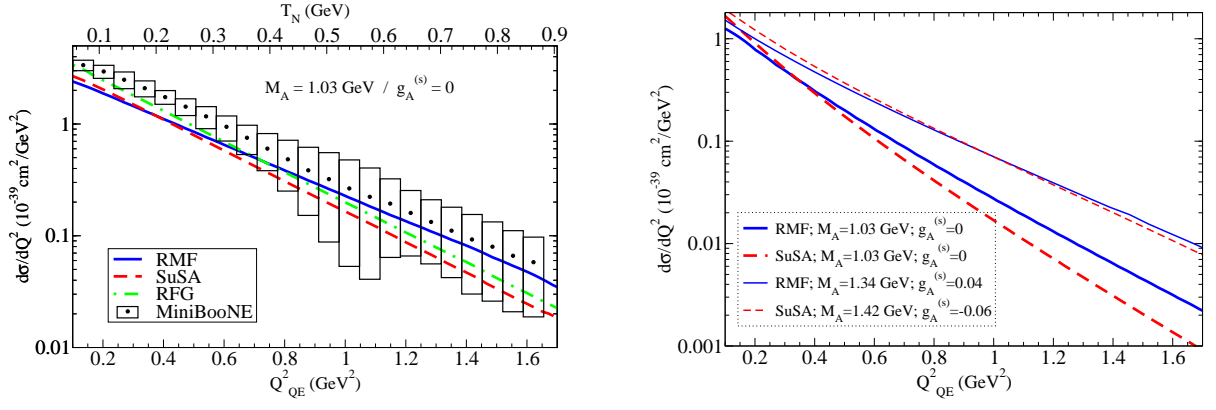 T_N (GeV)
0.1 0.2 0.3 0.4 0.5 0.6 0.7 0.8 0.9
M_A = 1.03 GeV / g_A^(s) = 0
dσ/dQ² (10⁻³⁹ cm²/GeV²)
1
0.1
0.01
RMF
SuSA
RFG
MiniBooNE
0.2 0.4 0.6 0.8 1 1.2 1.4 1.6
Q²_QE (GeV²)
dσ/dQ² (10⁻³⁹ cm²/GeV²)
1
0.1
0.01
0.001
RMF; M_A=1.03 GeV; g_A^(s)=0
SuSA; M_A=1.03 GeV; g_A^(s)=0
RMF; M_A=1.34 GeV; g_A^(s)=0.04
SuSA; M_A=1.42 GeV; g_A^(s)=-0.06
0.2 0.4 0.6 0.8 1 1.2 1.4 1.6
Q²_QE (GeV²)